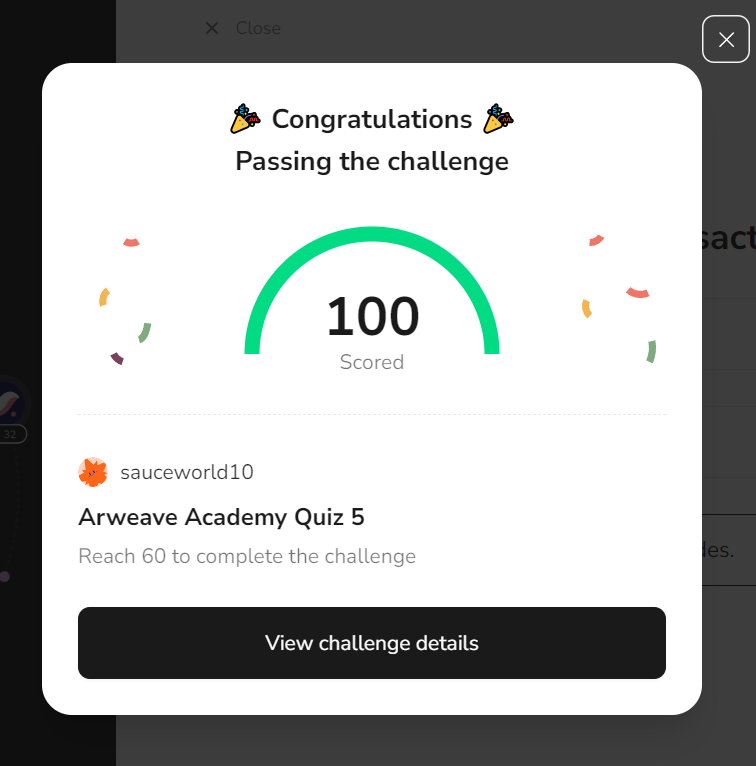 Close
Congratulations
Passing the challenge
100
Scored
32
sauceworld10
Arweave Academy Quiz 5
Reach 60 to complete the challenge
des.
View challenge details